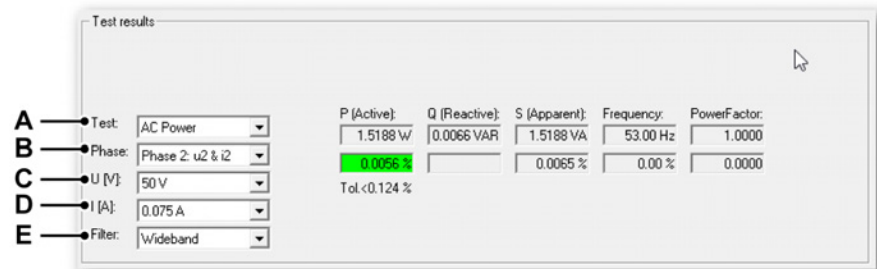 Test results
P (Active): Q (Reactive): S (Apparent): Frequency: PowerFactor:
A Test: AC Power 1.5188 W 0.0066 VAR 1.5188 VA 53.00 Hz 1.0000
B Phase: Phase 2: u2 & i2 0.0056 % 0.0065 % 0.00 % 0.0000
C U [V]: 50 V Tol.<0.124 %
D I [A]: 0.075 A
E Filter: Wideband